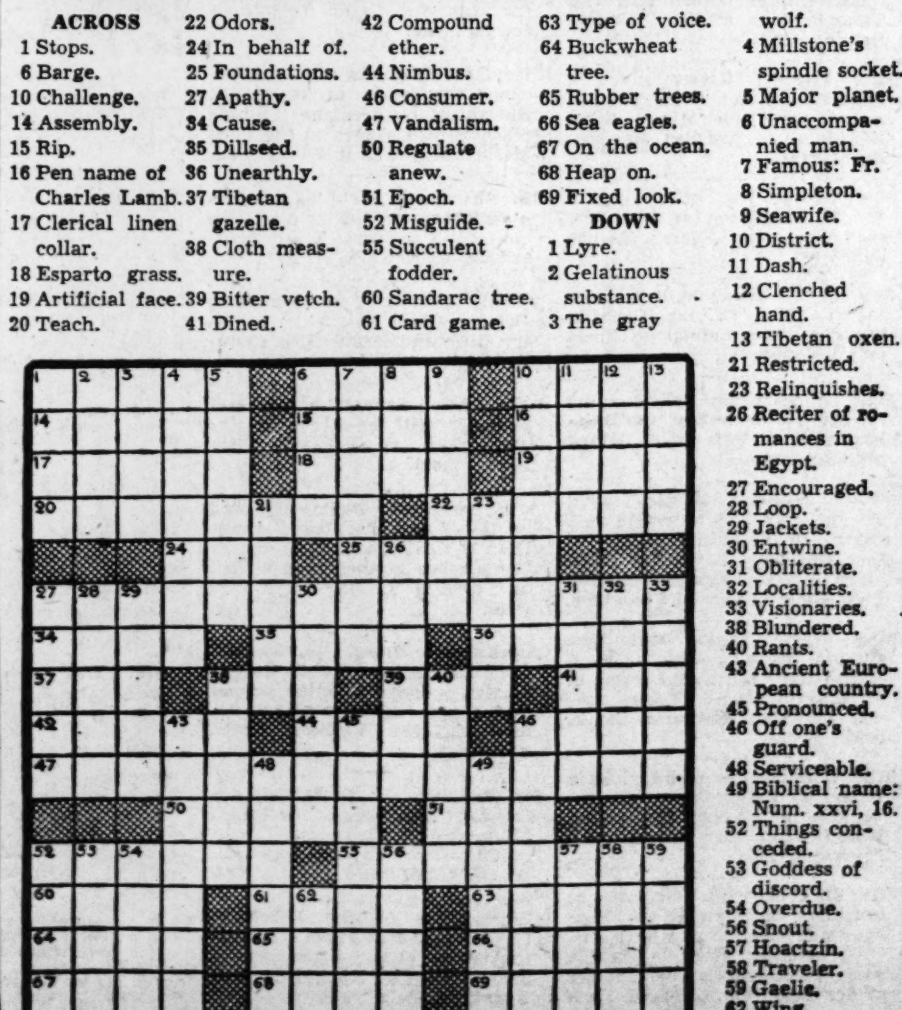 ACROSS
1 Stops.
6 Barge.
10 Challenge.
14 Assembly.
15 Rip.
16 Pen name of
Charles Lamb.
17 Clerical linen
collar.
18 Esparto grass.
19 Artificial face.
20 Teach.
22 Odors.
24 In behalf of.
25 Foundations.
27 Apathy.
34 Cause.
35 Dillseed.
36 Unearthly.
37 Tibetan
gazelle.
38 Cloth meas-
ure.
39 Bitter vetch.
41 Dined.
42 Compound
ether.
44 Nimbus.
46 Consumer.
47 Vandalism.
50 Regulate
anew.
51 Epoch.
52 Misguide.
55 Succulent
fodder.
60 Sandarac tree.
61 Card game.
63 Type of voice.
64 Buckwheat
tree.
65 Rubber trees.
66 Sea eagles.
67 On the ocean.
68 Heap on.
69 Fixed look.
DOWN
1 Lyre.
2 Gelatinous
substance.
3 The gray
wolf.
4 Millstone's
spindle socket.
5 Major planet.
6 Unaccompa-
nied man.
7 Famous: Fr.
8 Simpleton.
9 Seawife.
10 District.
11 Dash.
12 Clenched
hand.
13 Tibetan oxen.
21 Restricted.
23 Relinquishes.
26 Reciter of ro-
mances in
Egypt.
27 Encouraged.
28 Loop.
29 Jackets.
30 Entwine.
31 Obliterate.
32 Localities.
33 Visionaries.
38 Blundered.
40 Rants.
43 Ancient Euro-
pean country.
45 Pronounced.
46 Off one's
guard.
48 Serviceable.
49 Biblical name:
Num. xxvi, 16.
52 Things con-
ceded.
53 Goddess of
discord.
54 Overdue.
56 Snout.
57 Hoactzin.
58 Traveler.
59 Gaelic.
62 Wing.
1 2 3 4 5 6 7 8 9 10 11 12 13
14 15 16
17 18 19
20 21 22 23
24 25 26
27 28 29 30 31 32 33
34 35 36
37 38 39 40 41
42 43 44 45 46
47 48 49
50 51
52 53 54 55 56 57 58 59
60 61 62 63
64 65 66
67 68 69